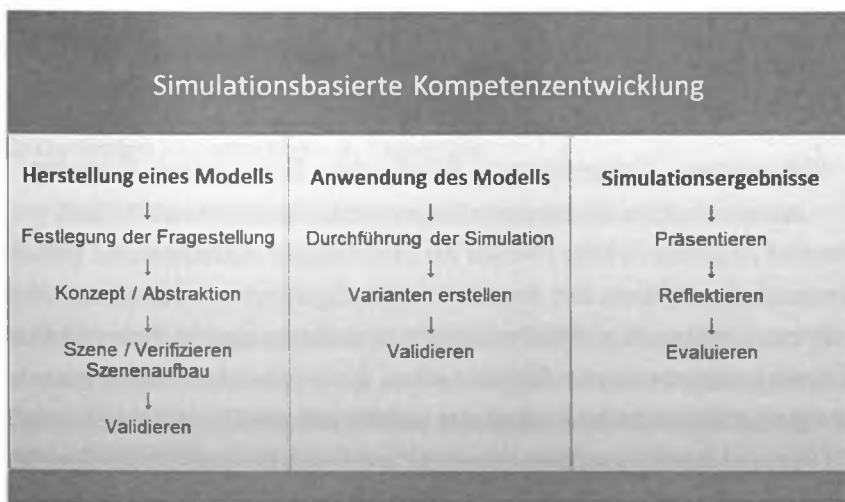 Simulationsbasierte Kompetenzentwicklung
Herstellung eines Modells
↓
Festlegung der Fragestellung
↓
Konzept / Abstraktion
↓
Szene / Verifizieren
Szenenaufbau
↓
Validieren
Anwendung des Modells
↓
Durchführung der Simulation
↓
Varianten erstellen
↓
Validieren
Simulationsergebnisse
↓
Präsentieren
↓
Reflektieren
↓
Evaluieren